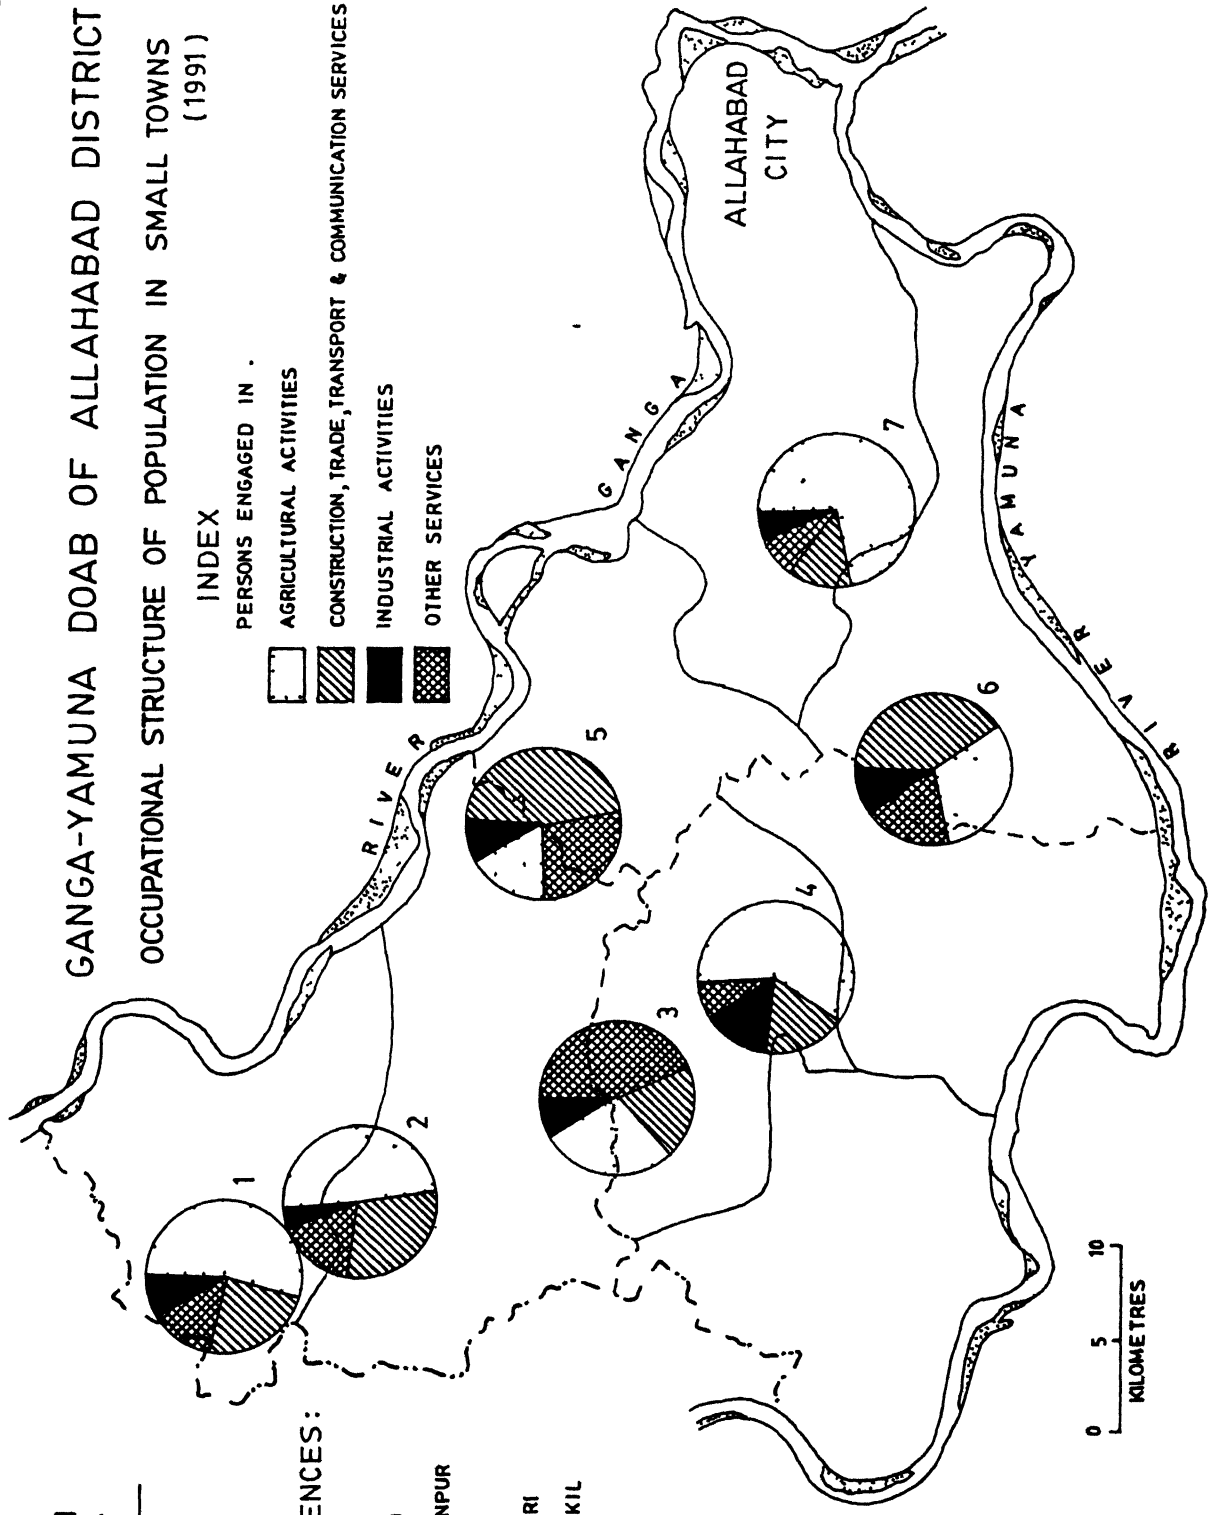 GANGA-YAMUNA DOAB OF ALLAHABAD DISTRICT
OCCUPATIONAL STRUCTURE OF POPULATION IN SMALL TOWNS
(1991)
INDEX
PERSONS ENGAGED IN .
AGRICULTURAL ACTIVITIES
CONSTRUCTION, TRADE, TRANSPORT & COMMUNICATION SERVICES
INDUSTRIAL ACTIVITIES
OTHER SERVICES
RIVER GANGA
ALLAHABAD
CITY
RIVER YAMUNA
1
2
3
4
5
6
7
ENCES:
NPUR
RI
KIL
0 5 10
KILOMETRES